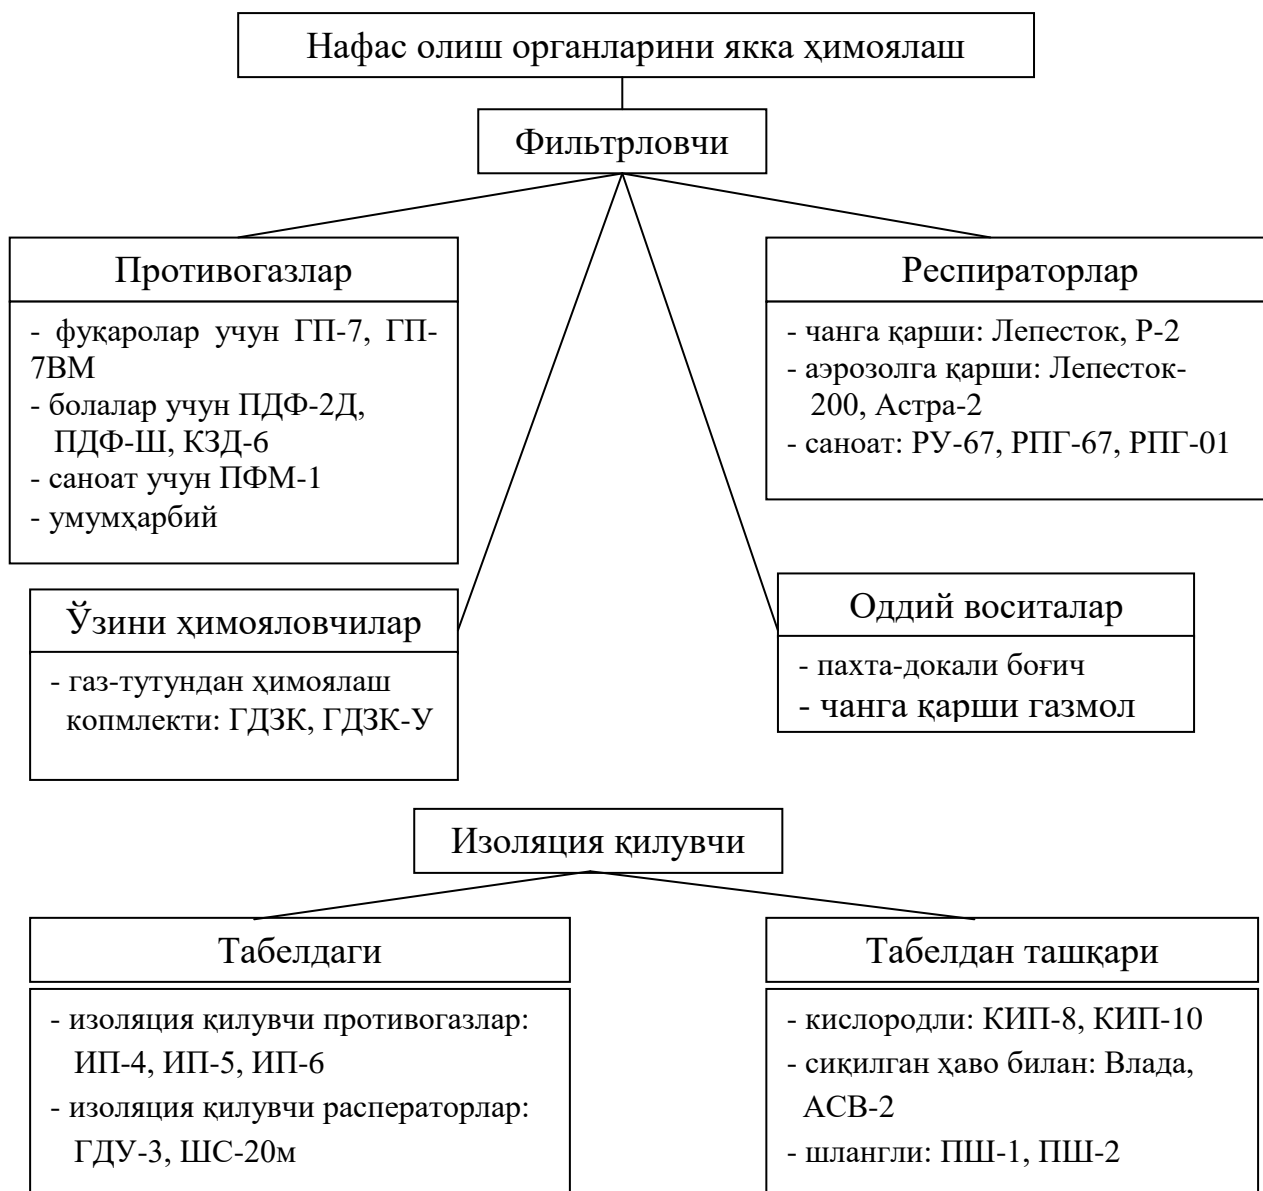 Нафас олиш органларини якка ҳимоялаш
Фильтрловчи
Противогазлар
- фуқаролар учун ГП-7, ГП-
7ВМ
- болалар учун ПДФ-2Д,
ПДФ-Ш, КЗД-6
- саноат учун ПФМ-1
- умумҳарбий
Респираторлар
- чанга қарши: Лепесток, Р-2
- аэрозолга қарши: Лепесток-
200, Астра-2
- саноат: РУ-67, РПГ-67, РПГ-01
Ўзини ҳимояловчилар
- газ-тутундан ҳимоялаш
копмлекти: ГДЗК, ГДЗК-У
Оддий воситалар
- пахта-докали боғич
- чанга қарши газмол
Изоляция қилувчи
Табелдаги
- изоляция қилувчи противогазлар:
ИП-4, ИП-5, ИП-6
- изоляция қилувчи расператорлар:
ГДУ-3, ШС-20м
Табелдан ташқари
- кислородли: КИП-8, КИП-10
- сиқилган ҳаво билан: Влада,
АСВ-2
- шлангли: ПШ-1, ПШ-2